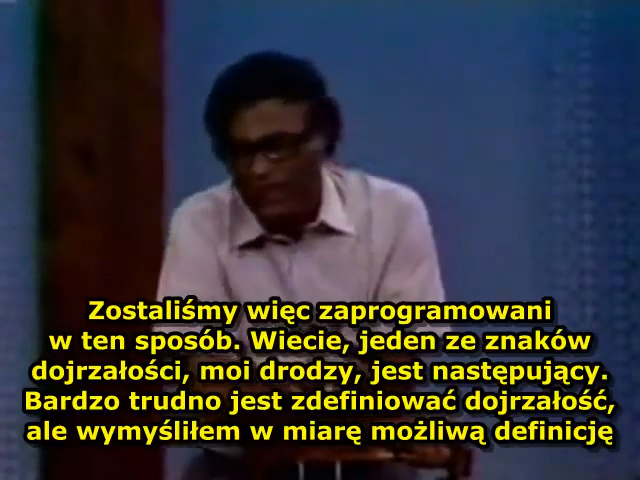 Zostaliśmy więc zaprogramowani
w ten sposób. Wiecie, jeden ze znaków
dojrzałości, moi drodzy, jest następujący.
Bardzo trudno jest zdefiniować dojrzałość,
ale wymyśliłem w miarę możliwą definicję